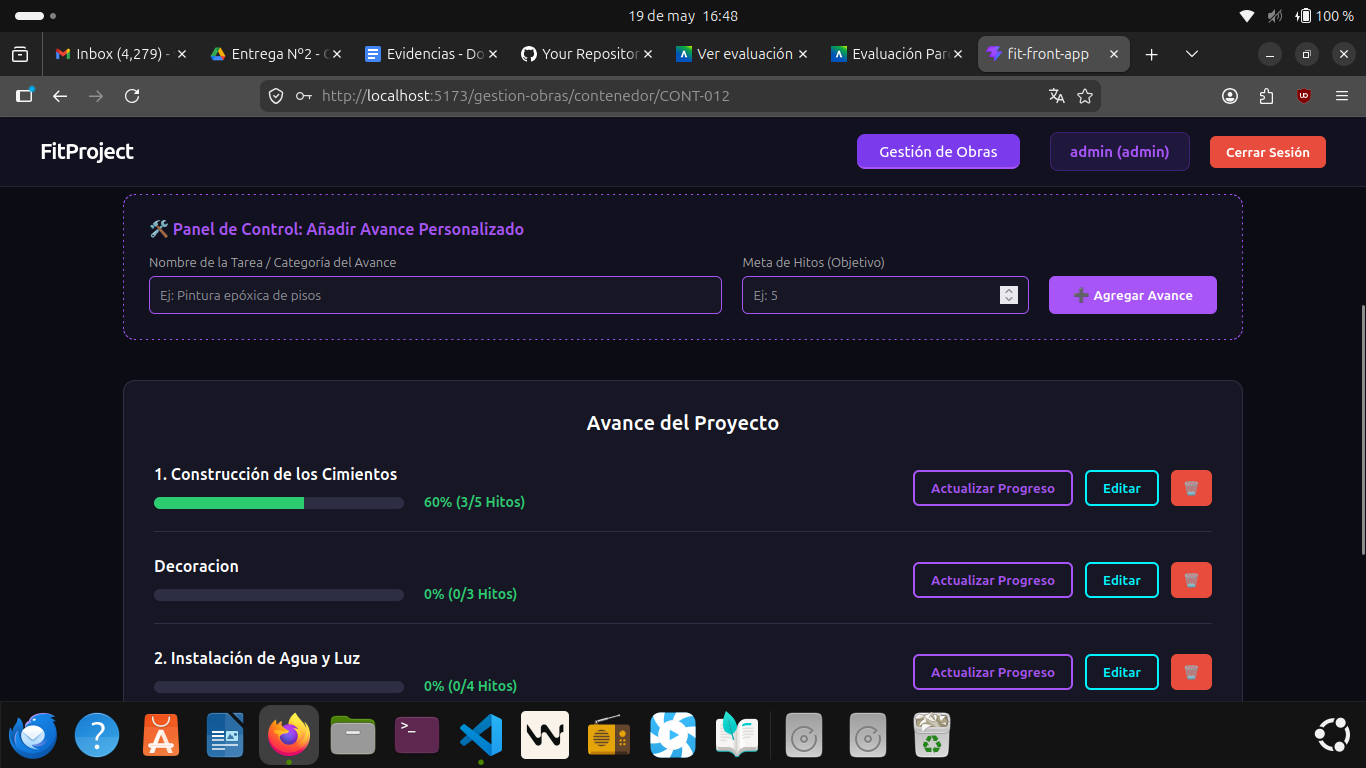 19 de may 16:48
100 %
Inbox (4,279) -
Entrega Nº2 -
Evidencias - Do
Your Repositor
Ver evaluación
Evaluación Par
fit-front-app
http://localhost:5173/gestion-obras/contenedor/CONT-012
FitProject
Gestión de Obras
admin (admin)
Cerrar Sesión
🛠️ Panel de Control: Añadir Avance Personalizado
Nombre de la Tarea / Categoría del Avance
Meta de Hitos (Objetivo)
Ej: Pintura epóxica de pisos
Ej: 5
➕ Agregar Avance
Avance del Proyecto
1. Construcción de los Cimientos
60% (3/5 Hitos)
Actualizar Progreso
Editar
Decoracion
0% (0/3 Hitos)
Actualizar Progreso
Editar
2. Instalación de Agua y Luz
0% (0/4 Hitos)
Actualizar Progreso
Editar